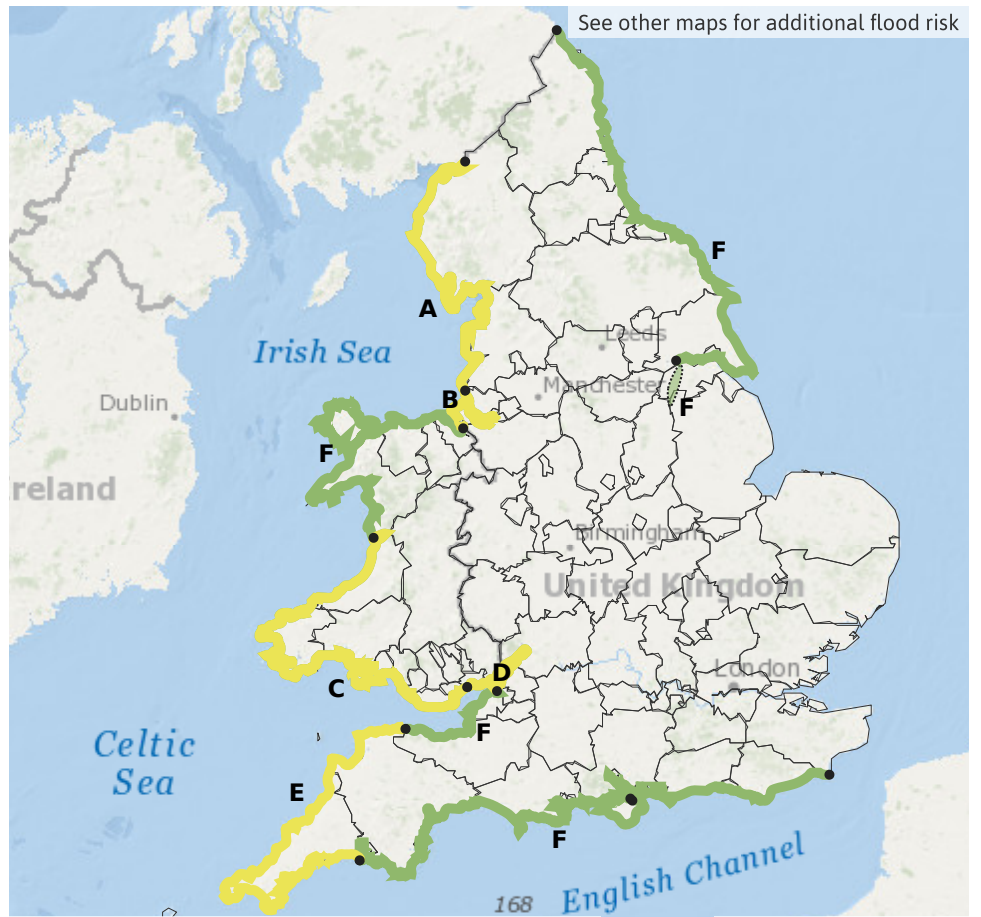 See other maps for additional flood risk
F
Leeds
A
Irish Sea
Manchester
B
Dublin
F
F
reland
Birmingham
United Kingdom
London
D
C
F
Celtic
Sea
E
F
English Channel
168